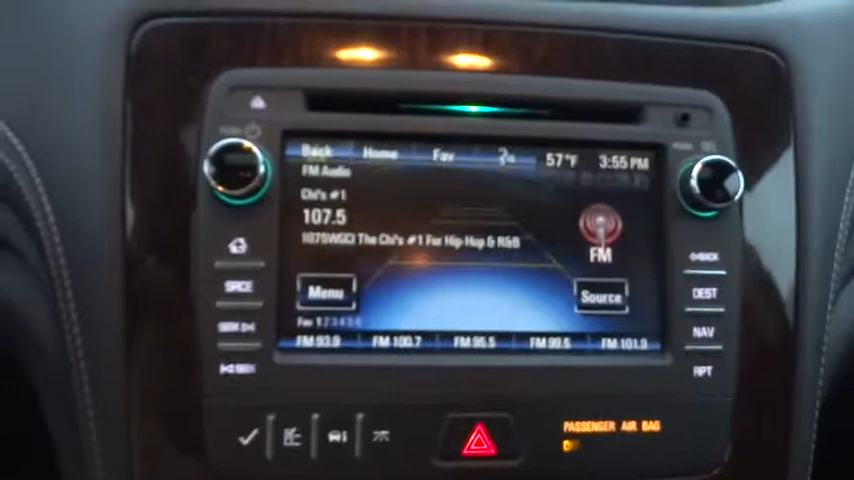 Back Home Fav 57°F 3:55 PM
FM Audio
Chi's #1
107.5
1075WGCI The Chi's #1 For Hip Hop & R&B
FM
Menu
Source
Fav 1 2 3 4 5 6
FM 93.9 FM 100.7 FM 95.5 FM 99.5 FM 101.9
SRCE
SEEK
SEEK
BACK
DEST
NAV
RPT
PASSENGER AIR BAG